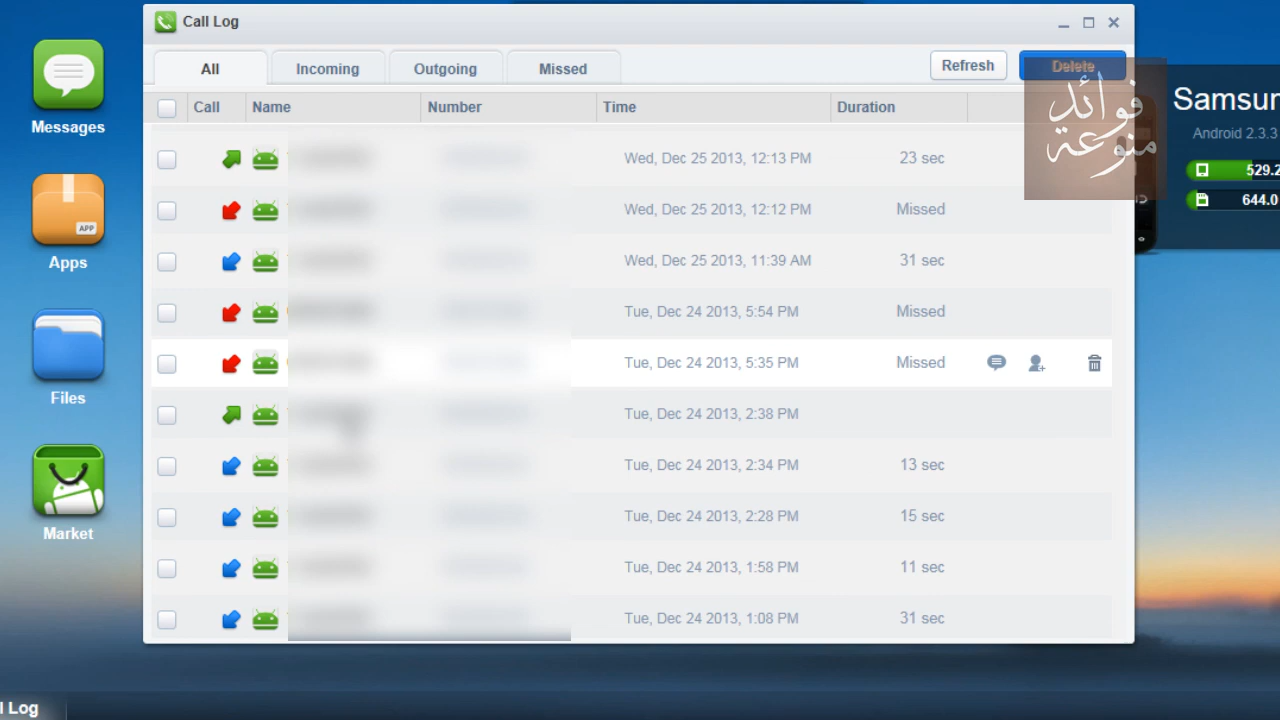 Call Log
All
Incoming
Outgoing
Missed
Refresh
Delete
Call
Name
Number
Time
Duration
Wed, Dec 25 2013, 12:13 PM
23 sec
Wed, Dec 25 2013, 12:12 PM
Missed
Wed, Dec 25 2013, 11:39 AM
31 sec
Tue, Dec 24 2013, 5:54 PM
Missed
Tue, Dec 24 2013, 5:35 PM
Missed
Tue, Dec 24 2013, 2:38 PM
Tue, Dec 24 2013, 2:34 PM
13 sec
Tue, Dec 24 2013, 2:28 PM
15 sec
Tue, Dec 24 2013, 1:58 PM
11 sec
Tue, Dec 24 2013, 1:08 PM
31 sec
Messages
APP
Apps
Files
Market
فوائد
منوعة
Samsur
Android 2.3.3
529.2
644.0
l Log